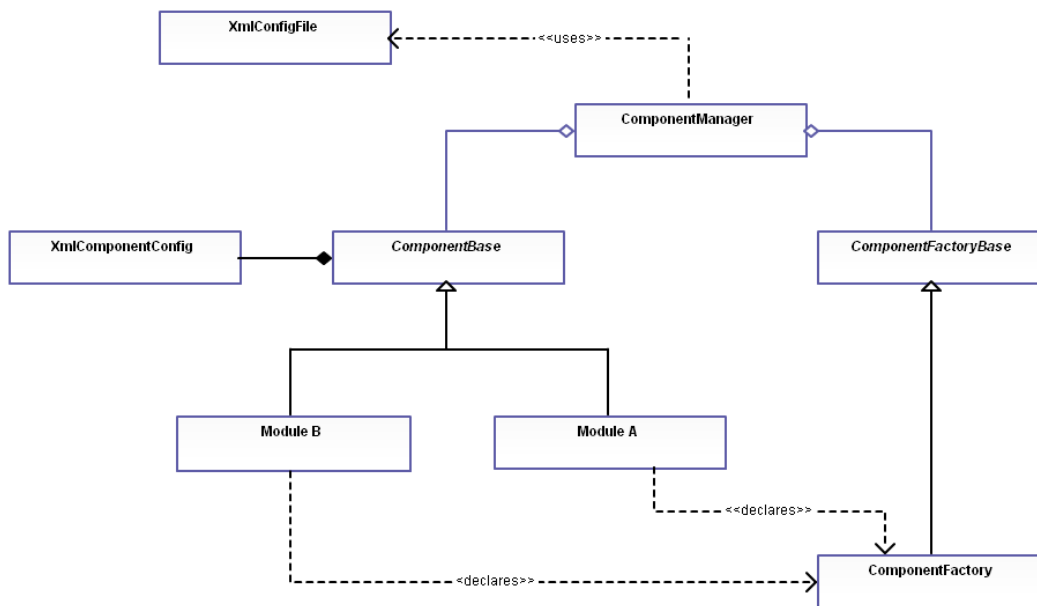 XmlConfigFile
<<uses>>
ComponentManager
XmlComponentConfig
ComponentBase
ComponentFactoryBase
Module B
Module A
<<declares>>
<declares>>
ComponentFactory